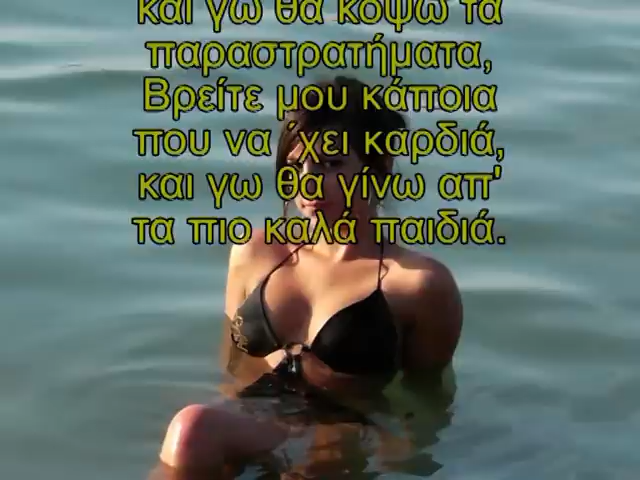 και γω θα κοψω τα
παραστρατήματα,
Βρείτε μου κάποια
που να ΄χει καρδιά,
και γω θα γίνω απ'
τα πιο καλά παιδιά.